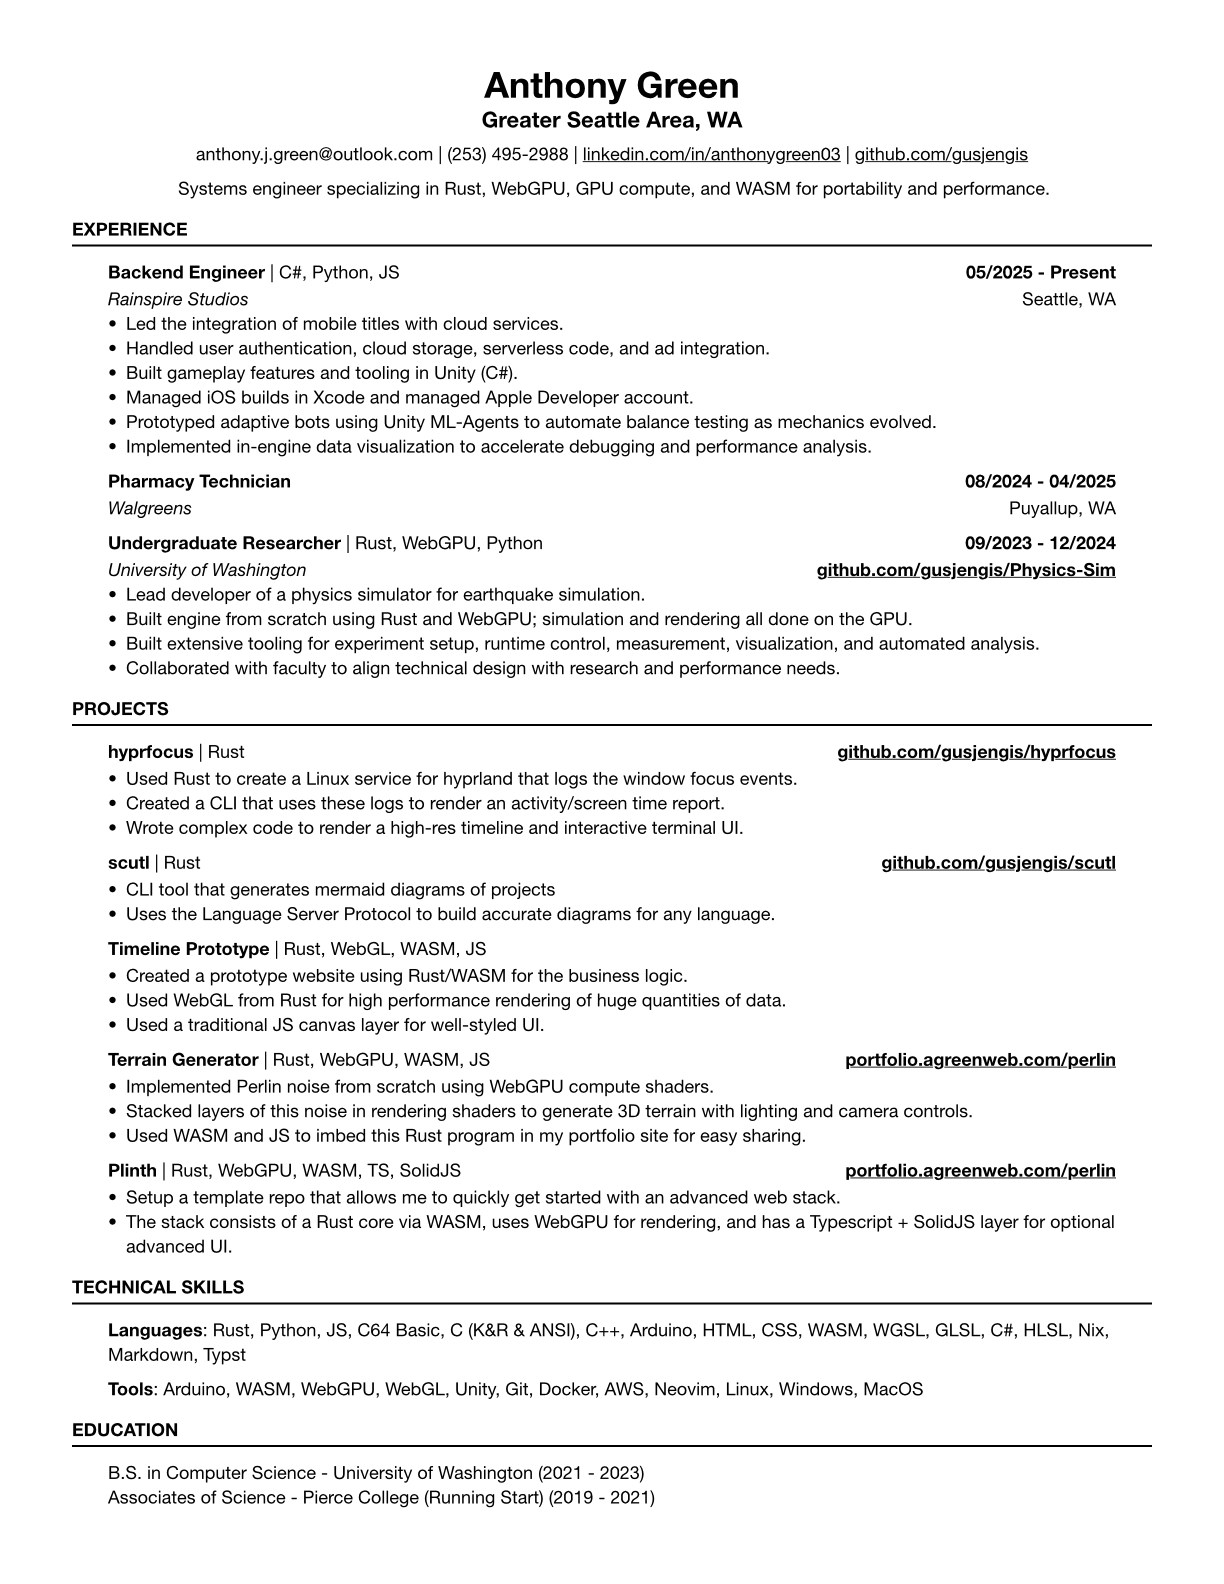 Anthony Green
Greater Seattle Area, WA
anthony.j.green@outlook.com | (253) 495-2988 | linkedin.com/in/anthonygreen03 | github.com/gusjengis
Systems engineer specializing in Rust, WebGPU, GPU compute, and WASM for portability and performance.
EXPERIENCE
Backend Engineer | C#, Python, JS 05/2025 - Present
Rainspire Studios Seattle, WA
• Led the integration of mobile titles with cloud services.
• Handled user authentication, cloud storage, serverless code, and ad integration.
• Built gameplay features and tooling in Unity (C#).
• Managed iOS builds in Xcode and managed Apple Developer account.
• Prototyped adaptive bots using Unity ML-Agents to automate balance testing as mechanics evolved.
• Implemented in-engine data visualization to accelerate debugging and performance analysis.
Pharmacy Technician 08/2024 - 04/2025
Walgreens Puyallup, WA
Undergraduate Researcher | Rust, WebGPU, Python 09/2023 - 12/2024
University of Washington github.com/gusjengis/Physics-Sim
• Lead developer of a physics simulator for earthquake simulation.
• Built engine from scratch using Rust and WebGPU; simulation and rendering all done on the GPU.
• Built extensive tooling for experiment setup, runtime control, measurement, visualization, and automated analysis.
• Collaborated with faculty to align technical design with research and performance needs.
PROJECTS
hyprfocus | Rust github.com/gusjengis/hyprfocus
• Used Rust to create a Linux service for hyprland that logs the window focus events.
• Created a CLI that uses these logs to render an activity/screen time report.
• Wrote complex code to render a high-res timeline and interactive terminal UI.
scutl | Rust github.com/gusjengis/scutl
• CLI tool that generates mermaid diagrams of projects
• Uses the Language Server Protocol to build accurate diagrams for any language.
Timeline Prototype | Rust, WebGL, WASM, JS
• Created a prototype website using Rust/WASM for the business logic.
• Used WebGL from Rust for high performance rendering of huge quantities of data.
• Used a traditional JS canvas layer for well-styled UI.
Terrain Generator | Rust, WebGPU, WASM, JS portfolio.agreenweb.com/perlin
• Implemented Perlin noise from scratch using WebGPU compute shaders.
• Stacked layers of this noise in rendering shaders to generate 3D terrain with lighting and camera controls.
• Used WASM and JS to imbed this Rust program in my portfolio site for easy sharing.
Plinth | Rust, WebGPU, WASM, TS, SolidJS portfolio.agreenweb.com/perlin
• Setup a template repo that allows me to quickly get started with an advanced web stack.
• The stack consists of a Rust core via WASM, uses WebGPU for rendering, and has a Typescript + SolidJS layer for optional
advanced UI.
TECHNICAL SKILLS
Languages: Rust, Python, JS, C64 Basic, C (K&R & ANSI), C++, Arduino, HTML, CSS, WASM, WGSL, GLSL, C#, HLSL, Nix,
Markdown, Typst
Tools: Arduino, WASM, WebGPU, WebGL, Unity, Git, Docker, AWS, Neovim, Linux, Windows, MacOS
EDUCATION
B.S. in Computer Science - University of Washington (2021 - 2023)
Associates of Science - Pierce College (Running Start) (2019 - 2021)